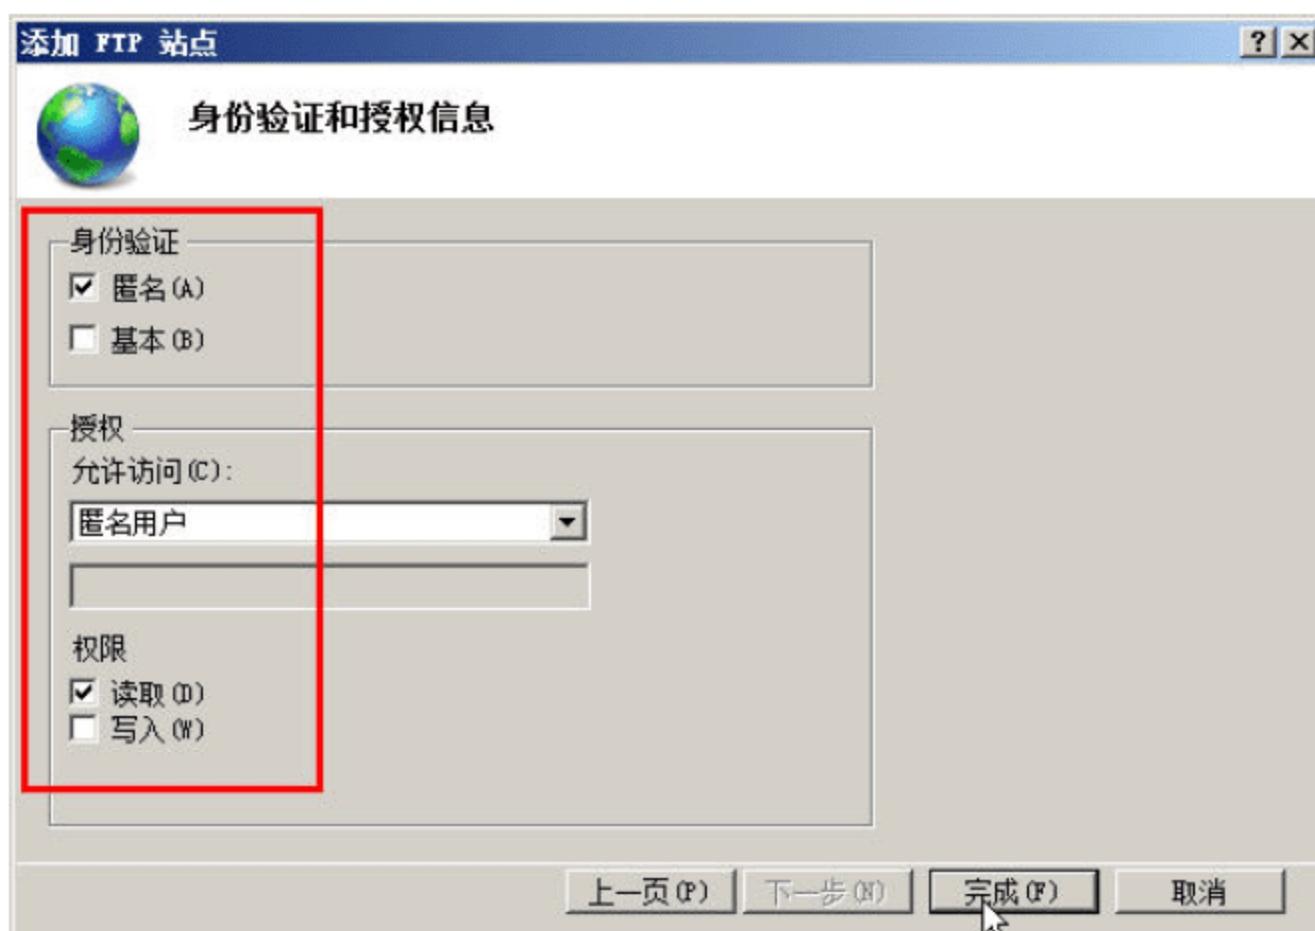 添加 FTP 站点
身份验证和授权信息
身份验证
匿名(A)
基本(B)
授权
允许访问(C):
匿名用户
权限
读取(D)
写入(W)
上一页(P) 下一步(N) 完成(F) 取消